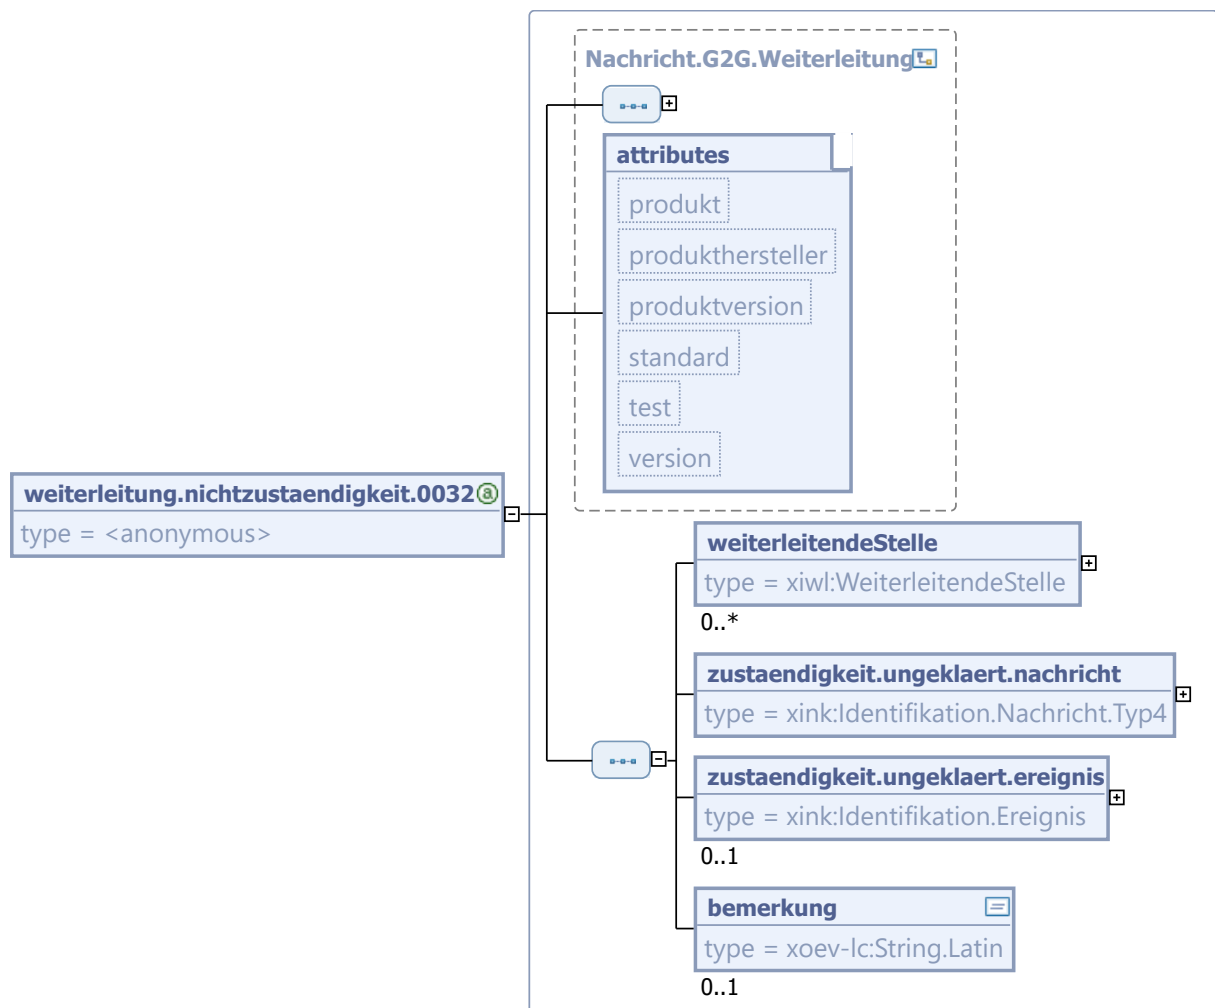 Nachricht.G2G.Weiterleitung
attributes
produkt
produkthersteller
produktversion
standard
test
version
weiterleitung.nichtzustaendigkeit.0032
type = <anonymous>
weiterleitendeStelle
type = xiwl:WeiterleitendeStelle
0..*
zustaendigkeit.ungeklaert.nachricht
type = xink:Identifikation.Nachricht.Typ4
zustaendigkeit.ungeklaert.ereignis
type = xink:Identifikation.Ereignis
0..1
bemerkung
type = xoev-lc:String.Latin
0..1